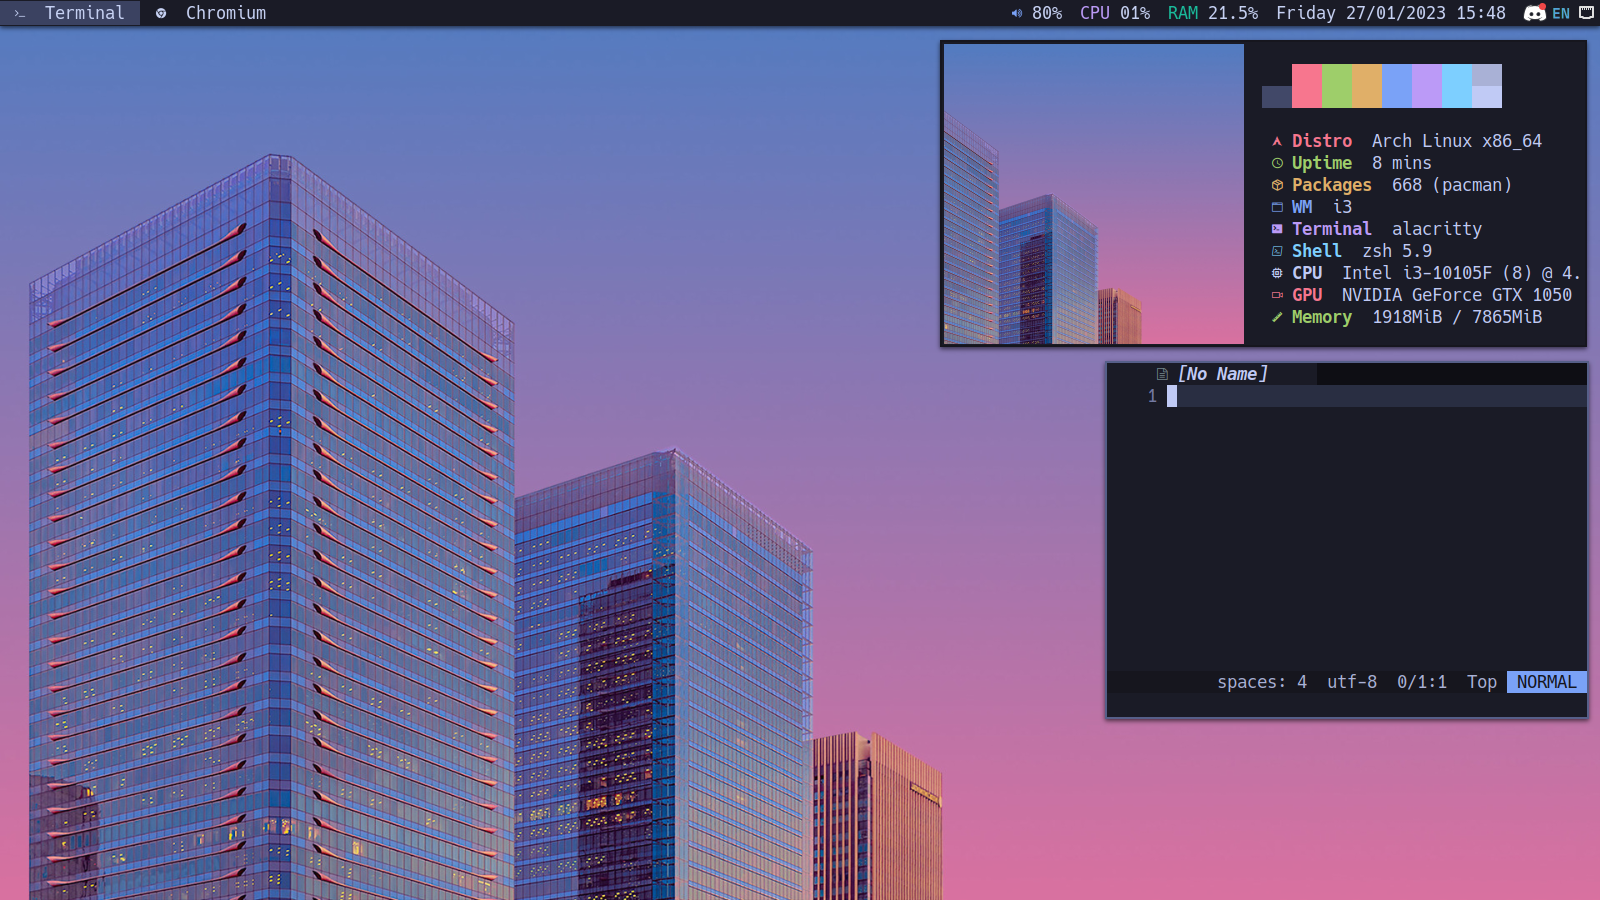 >_ Terminal Chromium 80% CPU 01% RAM 21.5% Friday 27/01/2023 15:48 EN
Distro Arch Linux x86_64
Uptime 8 mins
Packages 668 (pacman)
WM i3
Terminal alacritty
Shell zsh 5.9
CPU Intel i3-10105F (8) @ 4.
GPU NVIDIA GeForce GTX 1050
Memory 1918MiB / 7865MiB
[No Name]
1
spaces: 4 utf-8 0/1:1 Top NORMAL